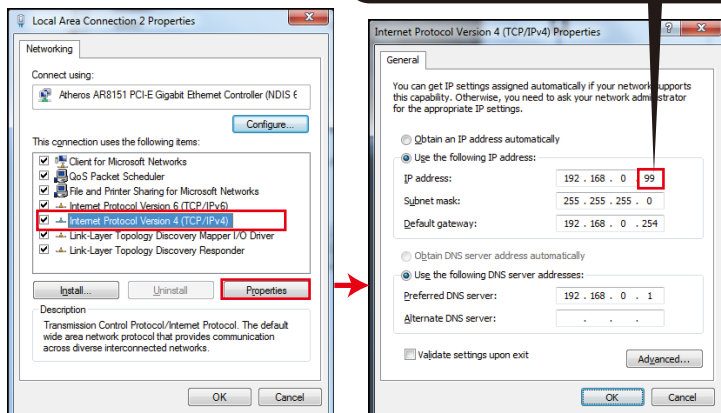 Local Area Connection 2 Properties
Networking
Connect using:
Atheros AR8151 PCI-E Gigabit Ethernet Controller (NDIS 6
Configure...
This connection uses the following items:
Client for Microsoft Networks
QoS Packet Scheduler
File and Printer Sharing for Microsoft Networks
Internet Protocol Version 6 (TCP/IPv6)
Internet Protocol Version 4 (TCP/IPv4)
Link-Layer Topology Discovery Mapper I/O Driver
Link-Layer Topology Discovery Responder
Install...
Uninstall
Properties
Description
Transmission Control Protocol/Internet Protocol. The default
wide area network protocol that provides communication
across diverse interconnected networks.
OK
Cancel
Internet Protocol Version 4 (TCP/IPv4) Properties
General
You can get IP settings assigned automatically if your network supports
this capability. Otherwise, you need to ask your network administrator
for the appropriate IP settings.
Obtain an IP address automatically
Use the following IP address:
IP address: 192 . 168 . 0 . 99
Subnet mask: 255 . 255 . 255 . 0
Default gateway: 192 . 168 . 0 . 254
Obtain DNS server address automatically
Use the following DNS server addresses:
Preferred DNS server: 192 . 168 . 0 . 1
Alternate DNS server: . . .
Validate settings upon exit
Advanced...
OK
Cancel